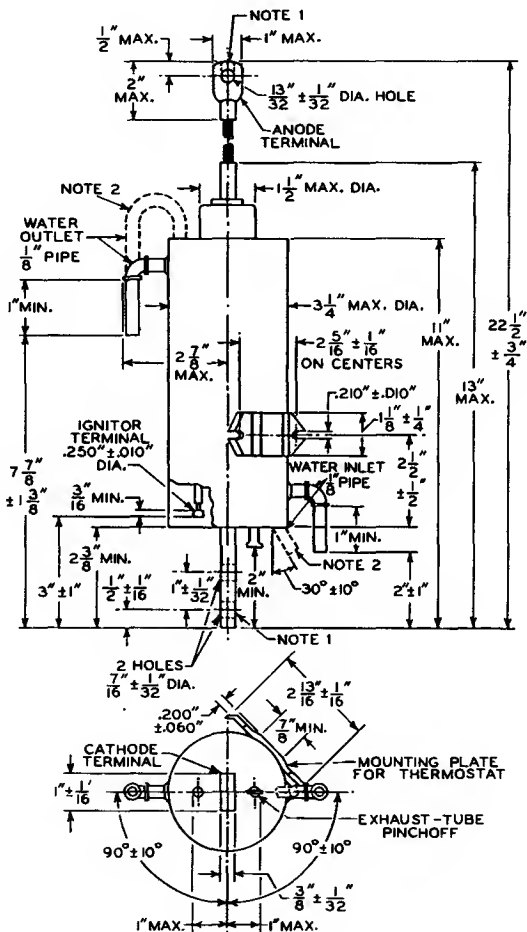 NOTE 1
1/2" MAX.
1" MAX.
2" MAX.
13/32" ± 1/32" DIA. HOLE
ANODE
TERMINAL
NOTE 2
1 1/2" MAX. DIA.
WATER
OUTLET
1/8" PIPE
1" MIN.
3 1/4" MAX. DIA.
2 7/8"
MAX.
2 5/16" ± 1/16"
ON CENTERS
11"
MAX.
13"
MAX.
22 1/2"
± 3/4"
.210" ± .010"
1 1/8" ± 1/4"
IGNITOR
TERMINAL
.250" ± .010"
DIA.
WATER INLET
1/8" PIPE
2 1/2"
± 1/2"
7 7/8"
± 1 3/8"
3/16" MIN.
1" MIN.
2 3/8" MIN.
3" ± 1"
1/2" ± 1/16"
1" ± 1/32"
2"
MIN.
NOTE 2
30° ± 10°
2" ± 1"
NOTE 1
2 HOLES
7/16" ± 1/32" DIA.
2 13/16" ± 1/16"
.200"
± .060"
7/8" MIN.
CATHODE
TERMINAL
MOUNTING PLATE
FOR THERMOSTAT
1" ± 1/16"
EXHAUST-TUBE
PINCHOFF
90° ± 10°
90° ± 10°
3/8" ± 1/32"
1" MAX.
1" MAX.